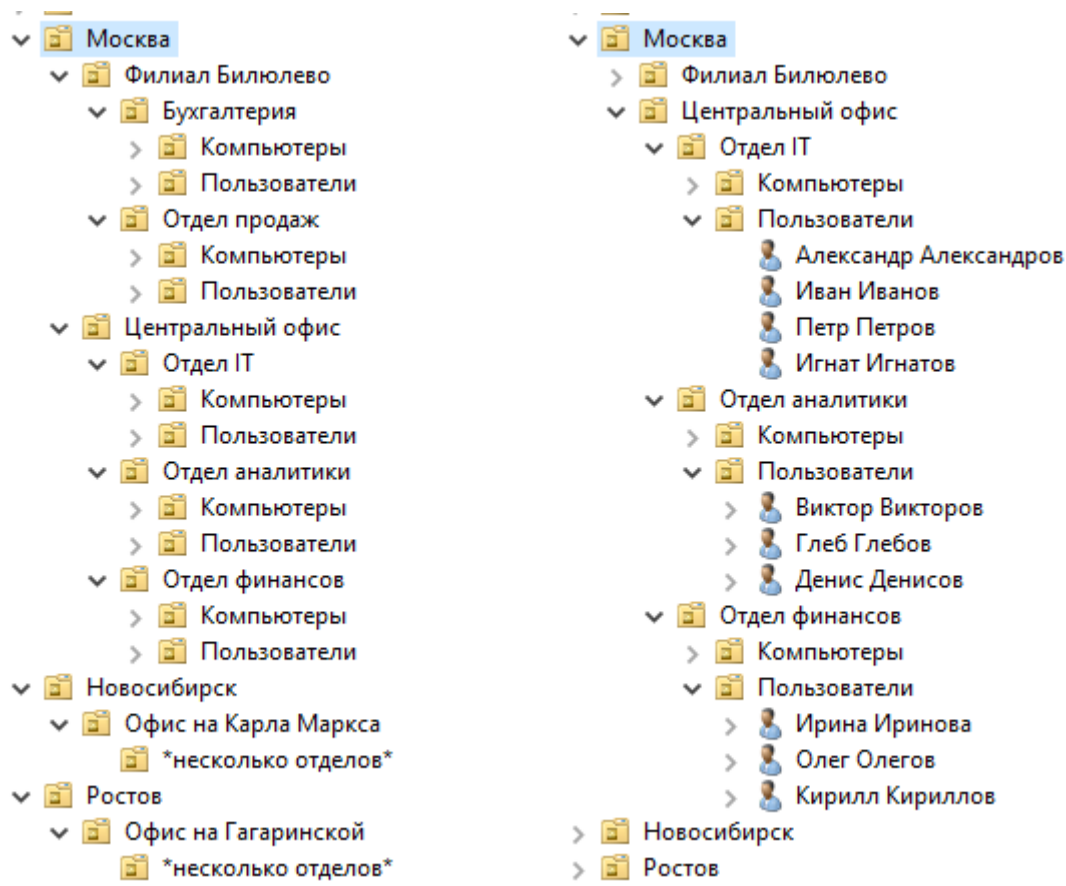 Москва
Филиал Билюлево
Бухгалтерия
Компьютеры
Пользователи
Отдел продаж
Компьютеры
Пользователи
Центральный офис
Отдел IT
Компьютеры
Пользователи
Отдел аналитики
Компьютеры
Пользователи
Отдел финансов
Компьютеры
Пользователи
Новосибирск
Офис на Карла Маркса
*несколько отделов*
Ростов
Офис на Гагаринской
*несколько отделов*
Москва
Филиал Билюлево
Центральный офис
Отдел IT
Компьютеры
Пользователи
Александр Александров
Иван Иванов
Петр Петров
Игнат Игнатов
Отдел аналитики
Компьютеры
Пользователи
Виктор Викторов
Глеб Глебов
Денис Денисов
Отдел финансов
Компьютеры
Пользователи
Ирина Иринова
Олег Олегов
Кирилл Кириллов
Новосибирск
Ростов